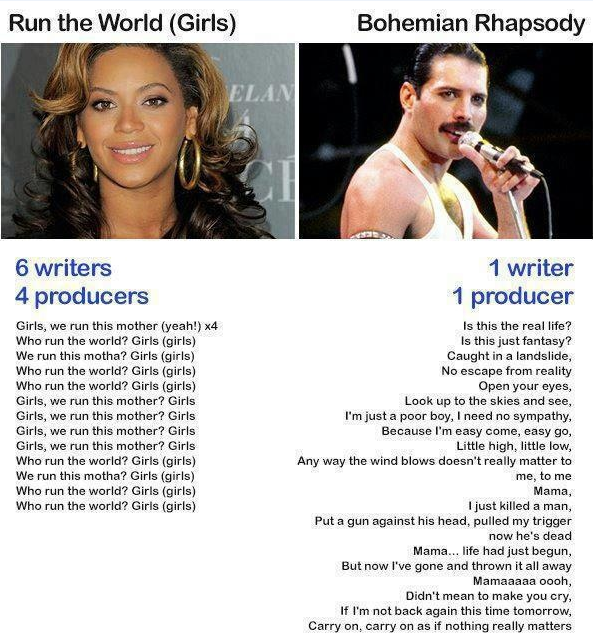 Run the World (Girls)
Bohemian Rhapsody
ELAN
6 writers
4 producers
Girls, we run this mother (yeah!) x4
Who run the world? Girls (girls)
We run this motha? Girls (girls)
Who run the world? Girls (girls)
Who run the world? Girls (girls)
Girls, we run this mother? Girls
Girls, we run this mother? Girls
Girls, we run this mother? Girls
Girls, we run this mother? Girls
Who run the world? Girls (girls)
We run this motha? Girls (girls)
Who run the world? Girls (girls)
Who run the world? Girls (girls)
1 writer
1 producer
Is this the real life?
Is this just fantasy?
Caught in a landslide,
No escape from reality
Open your eyes,
Look up to the skies and see,
I'm just a poor boy, I need no sympathy,
Because I'm easy come, easy go,
Little high, little low,
Any way the wind blows doesn't really matter to
me, to me
Mama,
I just killed a man,
Put a gun against his head, pulled my trigger
now he's dead
Mama... life had just begun,
But now I've gone and thrown it all away
Mamaaaaa oooh,
Didn't mean to make you cry,
If I'm not back again this time tomorrow,
Carry on, carry on as if nothing really matters